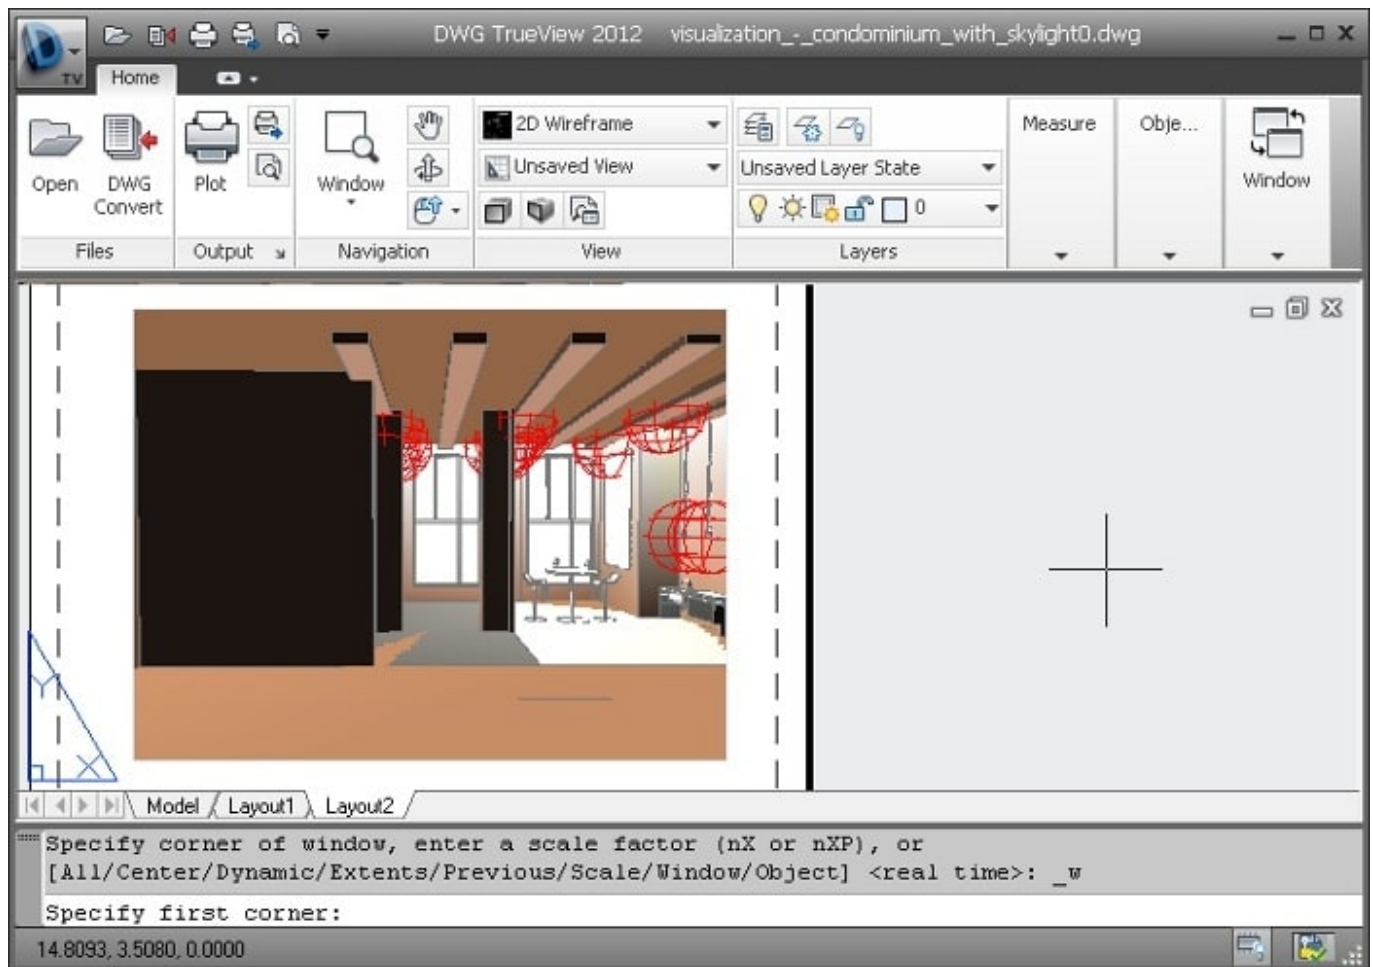 DWG TrueView 2012 visualization_-_condominium_with_skylight0.dwg
TV
Home
Open
DWG Convert
Files
Plot
Output
Window
Navigation
2D Wireframe
Unsaved View
View
Unsaved Layer State
0
Layers
Measure
Obje...
Window
Y
X
Model
Layout1
Layout2
Specify corner of window, enter a scale factor (nX or nXP), or
[All/Center/Dynamic/Extents/Previous/Scale/Window/Object] <real time>: _w
Specify first corner:
14.8093, 3.5080, 0.0000